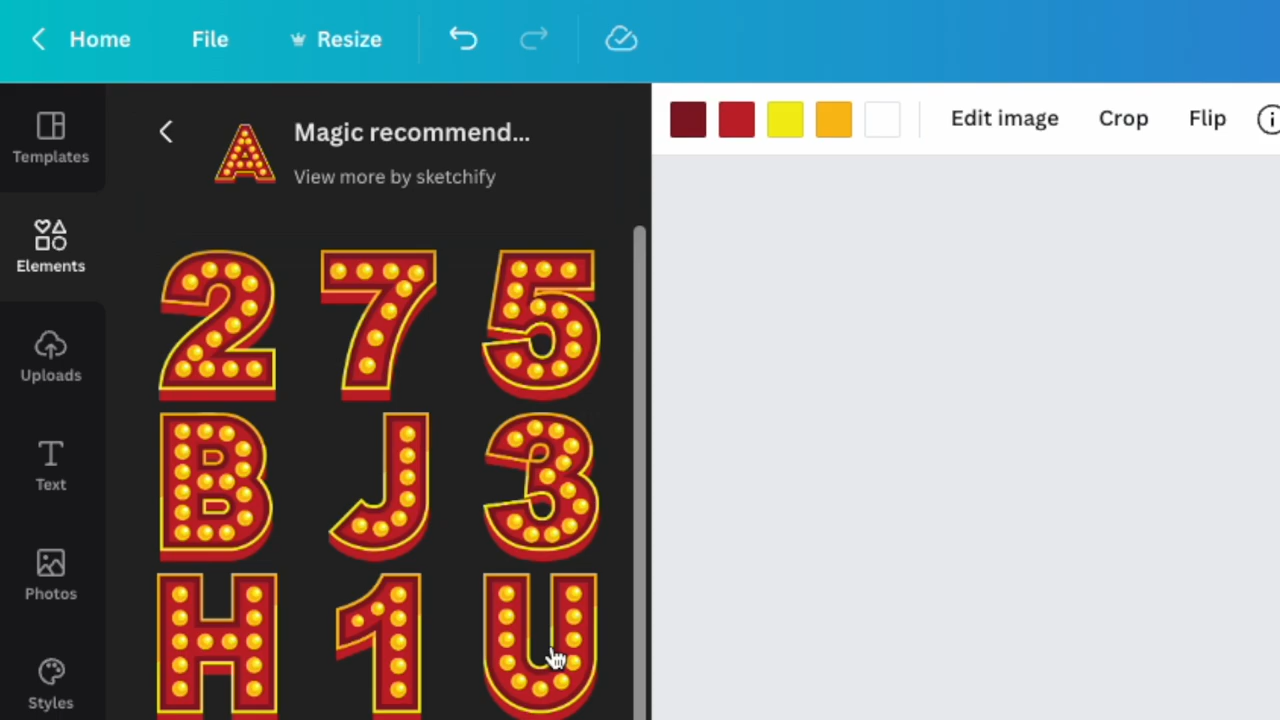 Home File Resize
Templates
Elements
Uploads
Text
Photos
Styles
A
Magic recommend...
View more by sketchify
2 7 5
B J 3
H 1 U
Edit image Crop Flip